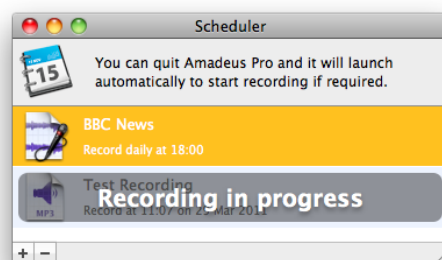 Scheduler
15
You can quit Amadeus Pro and it will launch
automatically to start recording if required.
BBC News
Record daily at 18:00
Test Recording
Recording in progress
MP3
Record at 11:07 on 29 Mar 2011
+ −